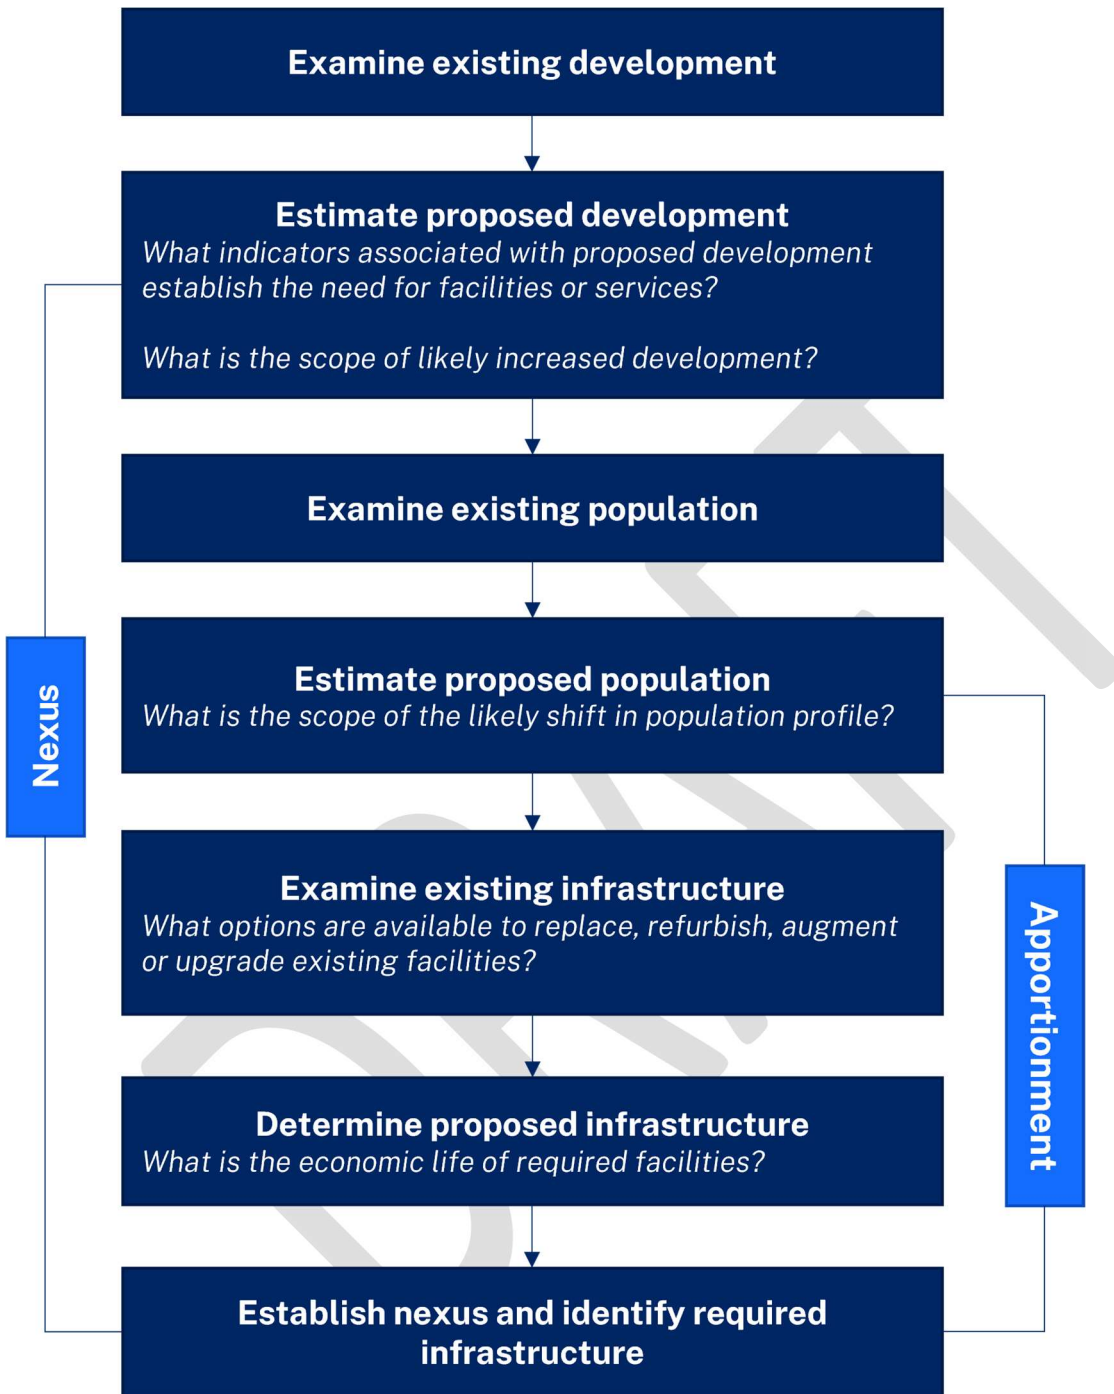 Examine existing development
Estimate proposed development
What indicators associated with proposed development
establish the need for facilities or services?
What is the scope of likely increased development?
Examine existing population
Estimate proposed population
What is the scope of the likely shift in population profile?
Nexus
Examine existing infrastructure
What options are available to replace, refurbish, augment
or upgrade existing facilities?
Apportionment
Determine proposed infrastructure
What is the economic life of required facilities?
Establish nexus and identify required
infrastructure
DRAFT